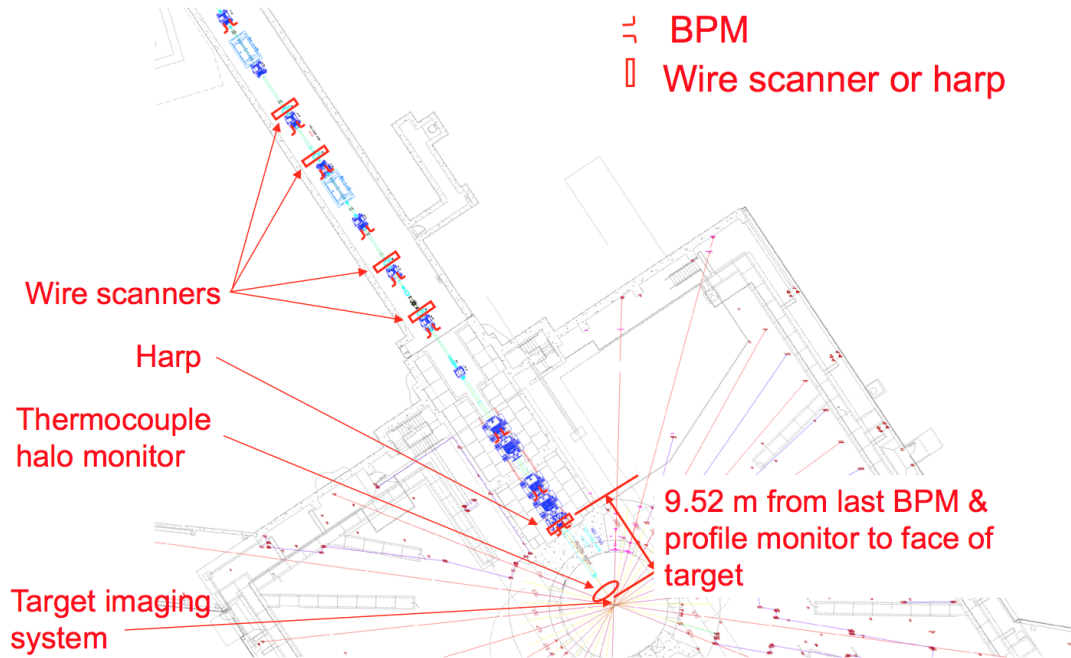 BPM
Wire scanner or harp
Wire scanners
Harp
Thermocouple
halo monitor
9.52 m from last BPM &
profile monitor to face of
target
Target imaging
system